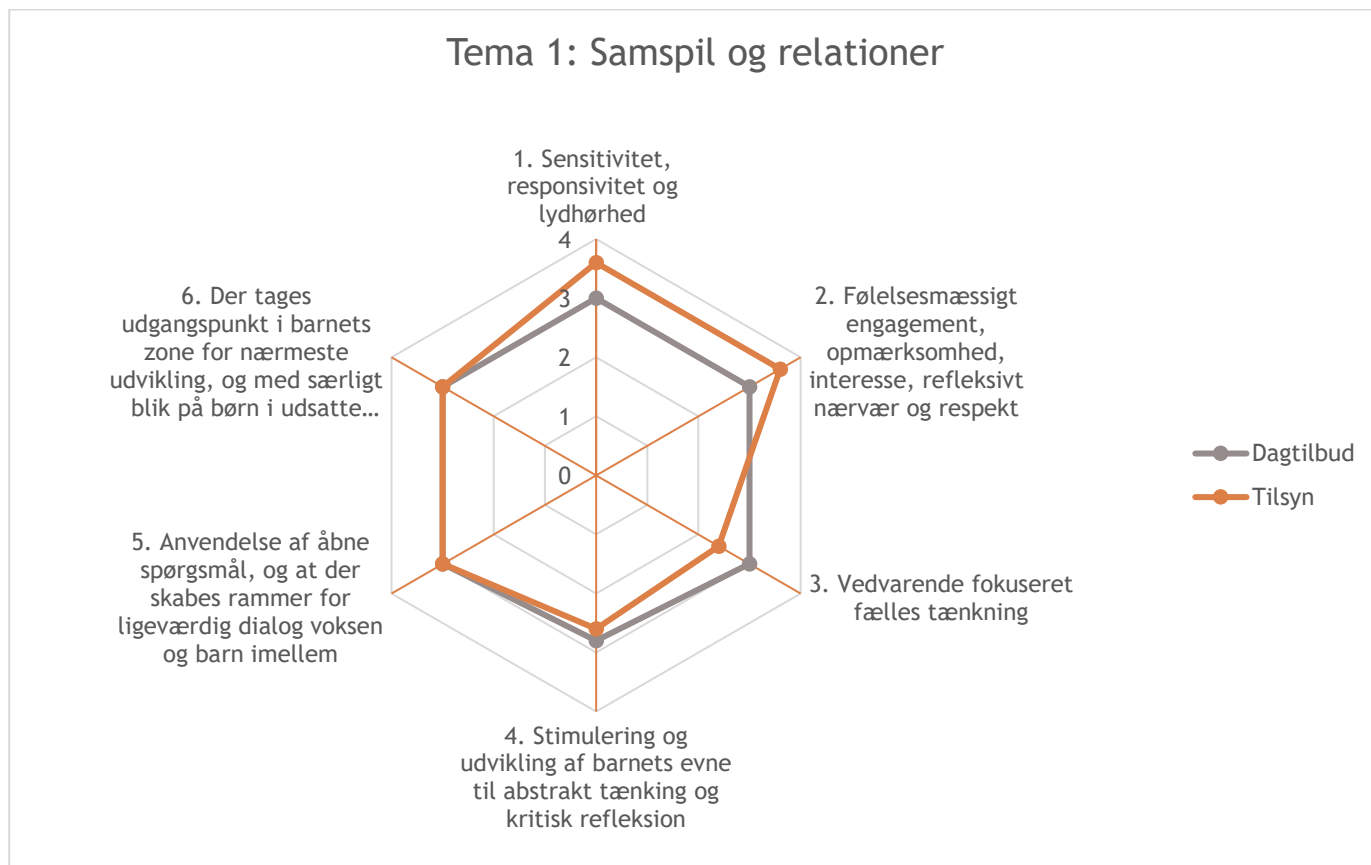 Tema 1: Samspil og relationer
1. Sensitivitet,
responsivitet og
lydhørhed
4
3
2
1
0
2. Følelsesmæssigt
engagement,
opmærksomhed,
interesse, refleksivt
nærvær og respekt
3. Vedvarende fokuseret
fælles tænkning
4. Stimulering og
udvikling af barnets evne
til abstrakt tænking og
kritisk refleksion
5. Anvendelse af åbne
spørgsmål, og at der
skabes rammer for
ligeværdig dialog voksen
og barn imellem
6. Der tages
udgangspunkt i barnets
zone for nærmeste
udvikling, og med særligt
blik på børn i udsatte…
Dagtilbud
Tilsyn